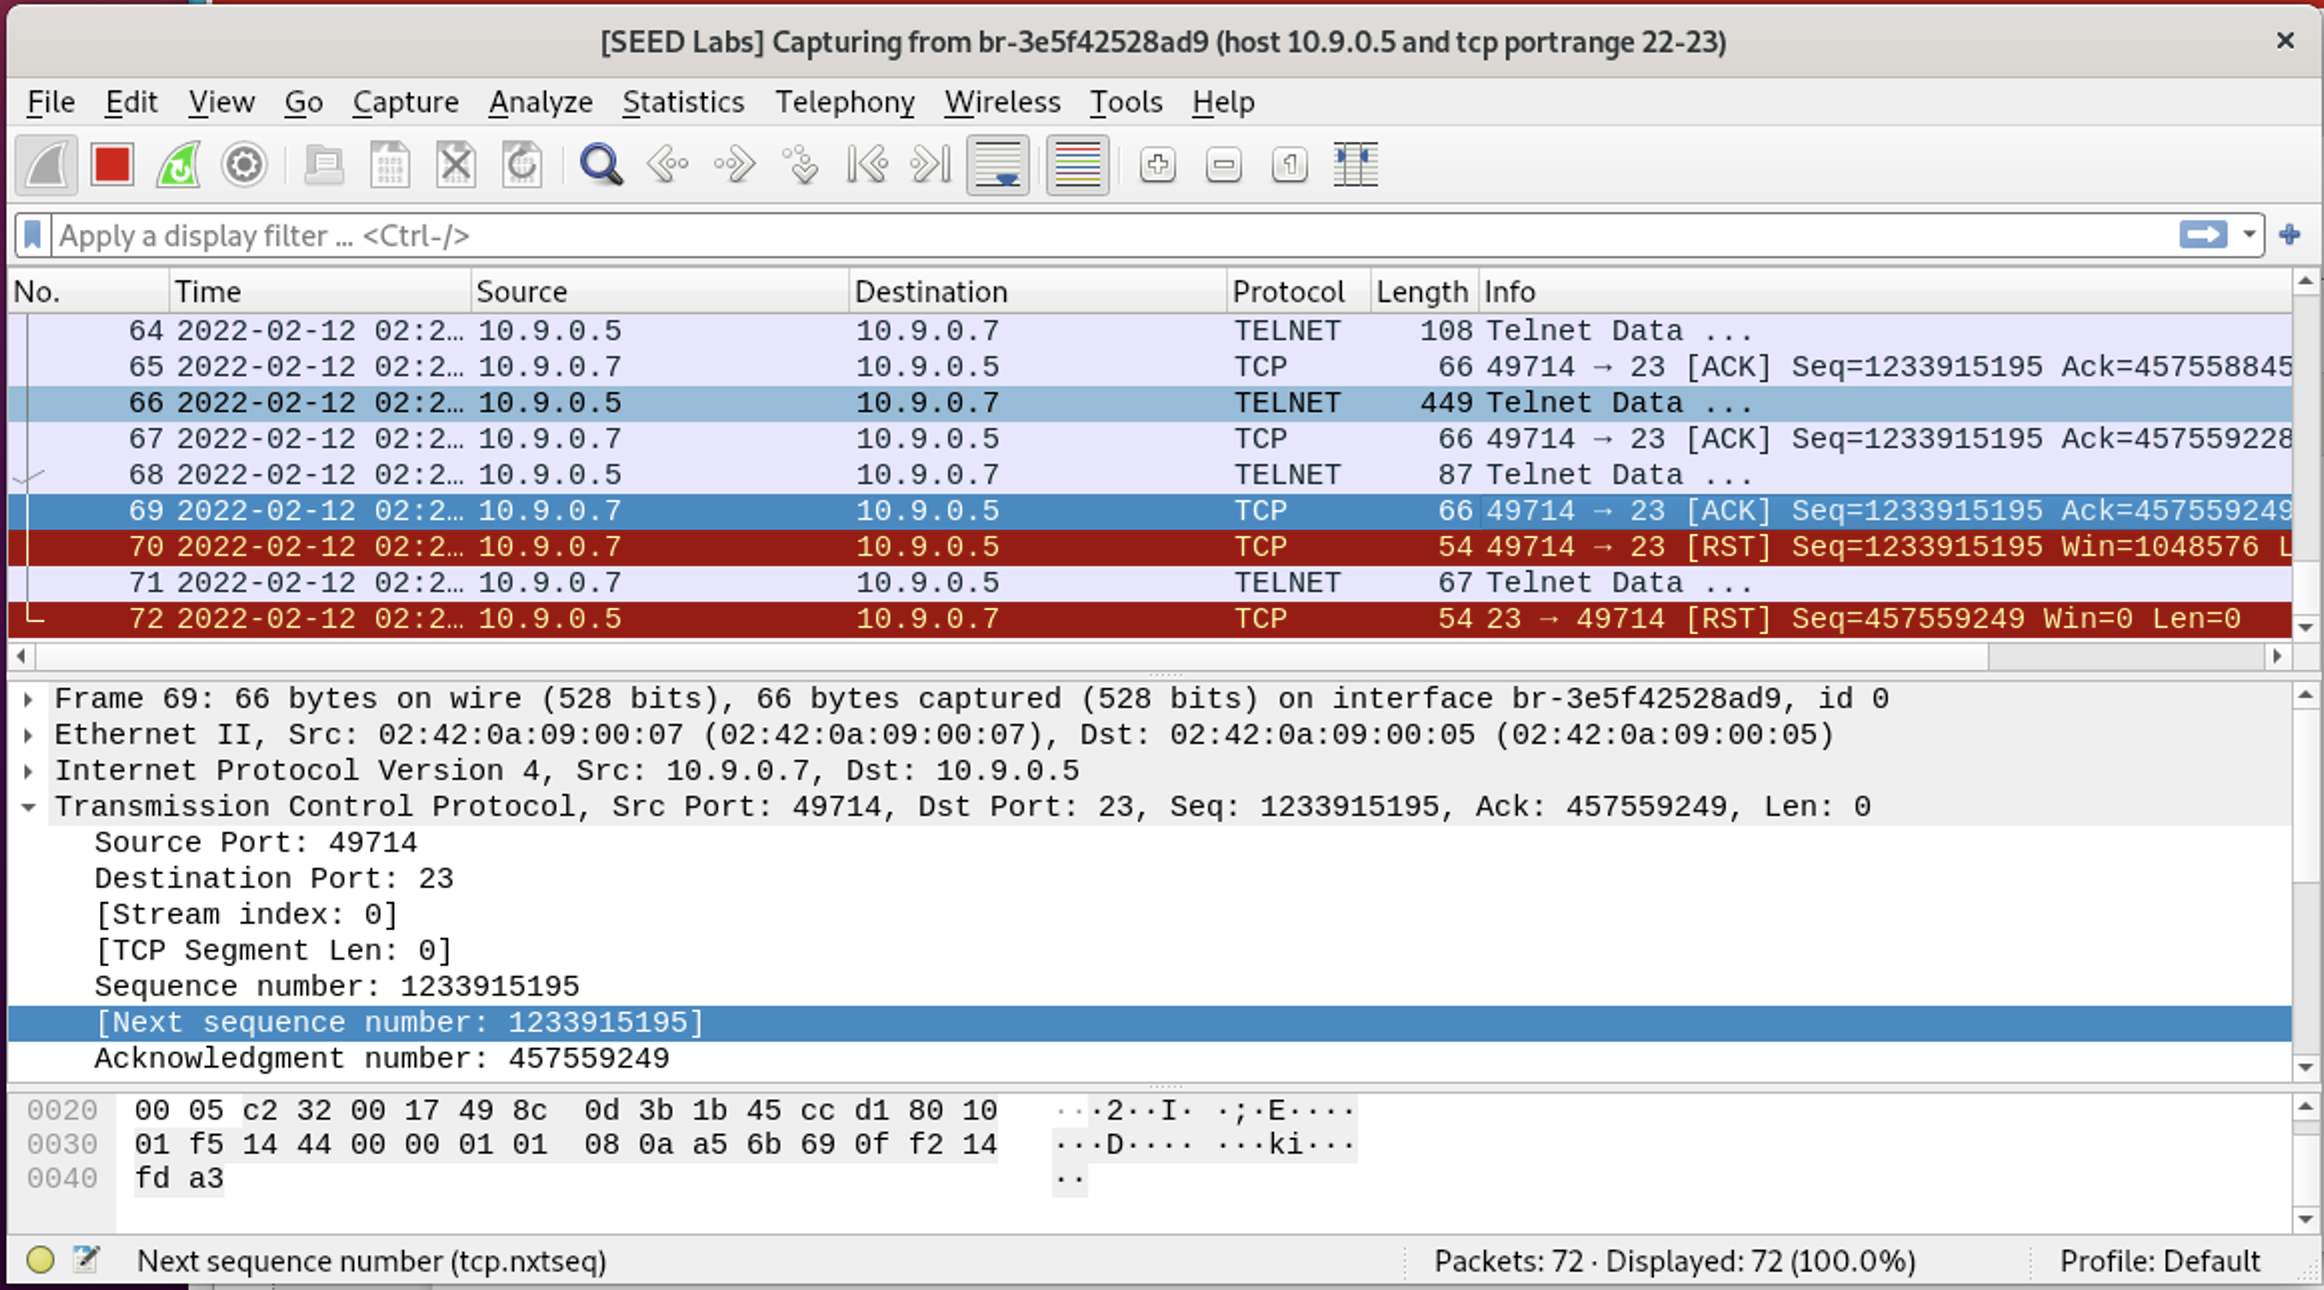 [SEED Labs] Capturing from br-3e5f42528ad9 (host 10.9.0.5 and tcp portrange 22-23)
File Edit View Go Capture Analyze Statistics Telephony Wireless Tools Help
Apply a display filter ... <Ctrl-/>
No. Time Source Destination Protocol Length Info
64 2022-02-12 02:2… 10.9.0.5 10.9.0.7 TELNET 108 Telnet Data ...
65 2022-02-12 02:2… 10.9.0.7 10.9.0.5 TCP 66 49714 → 23 [ACK] Seq=1233915195 Ack=457558845
66 2022-02-12 02:2… 10.9.0.5 10.9.0.7 TELNET 449 Telnet Data ...
67 2022-02-12 02:2… 10.9.0.7 10.9.0.5 TCP 66 49714 → 23 [ACK] Seq=1233915195 Ack=457559228
68 2022-02-12 02:2… 10.9.0.5 10.9.0.7 TELNET 87 Telnet Data ...
69 2022-02-12 02:2… 10.9.0.7 10.9.0.5 TCP 66 49714 → 23 [ACK] Seq=1233915195 Ack=457559249
70 2022-02-12 02:2… 10.9.0.7 10.9.0.5 TCP 54 49714 → 23 [RST] Seq=1233915195 Win=1048576 L
71 2022-02-12 02:2… 10.9.0.7 10.9.0.5 TELNET 67 Telnet Data ...
72 2022-02-12 02:2… 10.9.0.5 10.9.0.7 TCP 54 23 → 49714 [RST] Seq=457559249 Win=0 Len=0
Frame 69: 66 bytes on wire (528 bits), 66 bytes captured (528 bits) on interface br-3e5f42528ad9, id 0
Ethernet II, Src: 02:42:0a:09:00:07 (02:42:0a:09:00:07), Dst: 02:42:0a:09:00:05 (02:42:0a:09:00:05)
Internet Protocol Version 4, Src: 10.9.0.7, Dst: 10.9.0.5
Transmission Control Protocol, Src Port: 49714, Dst Port: 23, Seq: 1233915195, Ack: 457559249, Len: 0
Source Port: 49714
Destination Port: 23
[Stream index: 0]
[TCP Segment Len: 0]
Sequence number: 1233915195
[Next sequence number: 1233915195]
Acknowledgment number: 457559249
0020 00 05 c2 32 00 17 49 8c 0d 3b 1b 45 cc d1 80 10 ···2··I· ·;·E····
0030 01 f5 14 44 00 00 01 01 08 0a a5 6b 69 0f f2 14 ···D···· ···ki···
0040 fd a3 ··
Next sequence number (tcp.nxtseq) Packets: 72 · Displayed: 72 (100.0%) Profile: Default